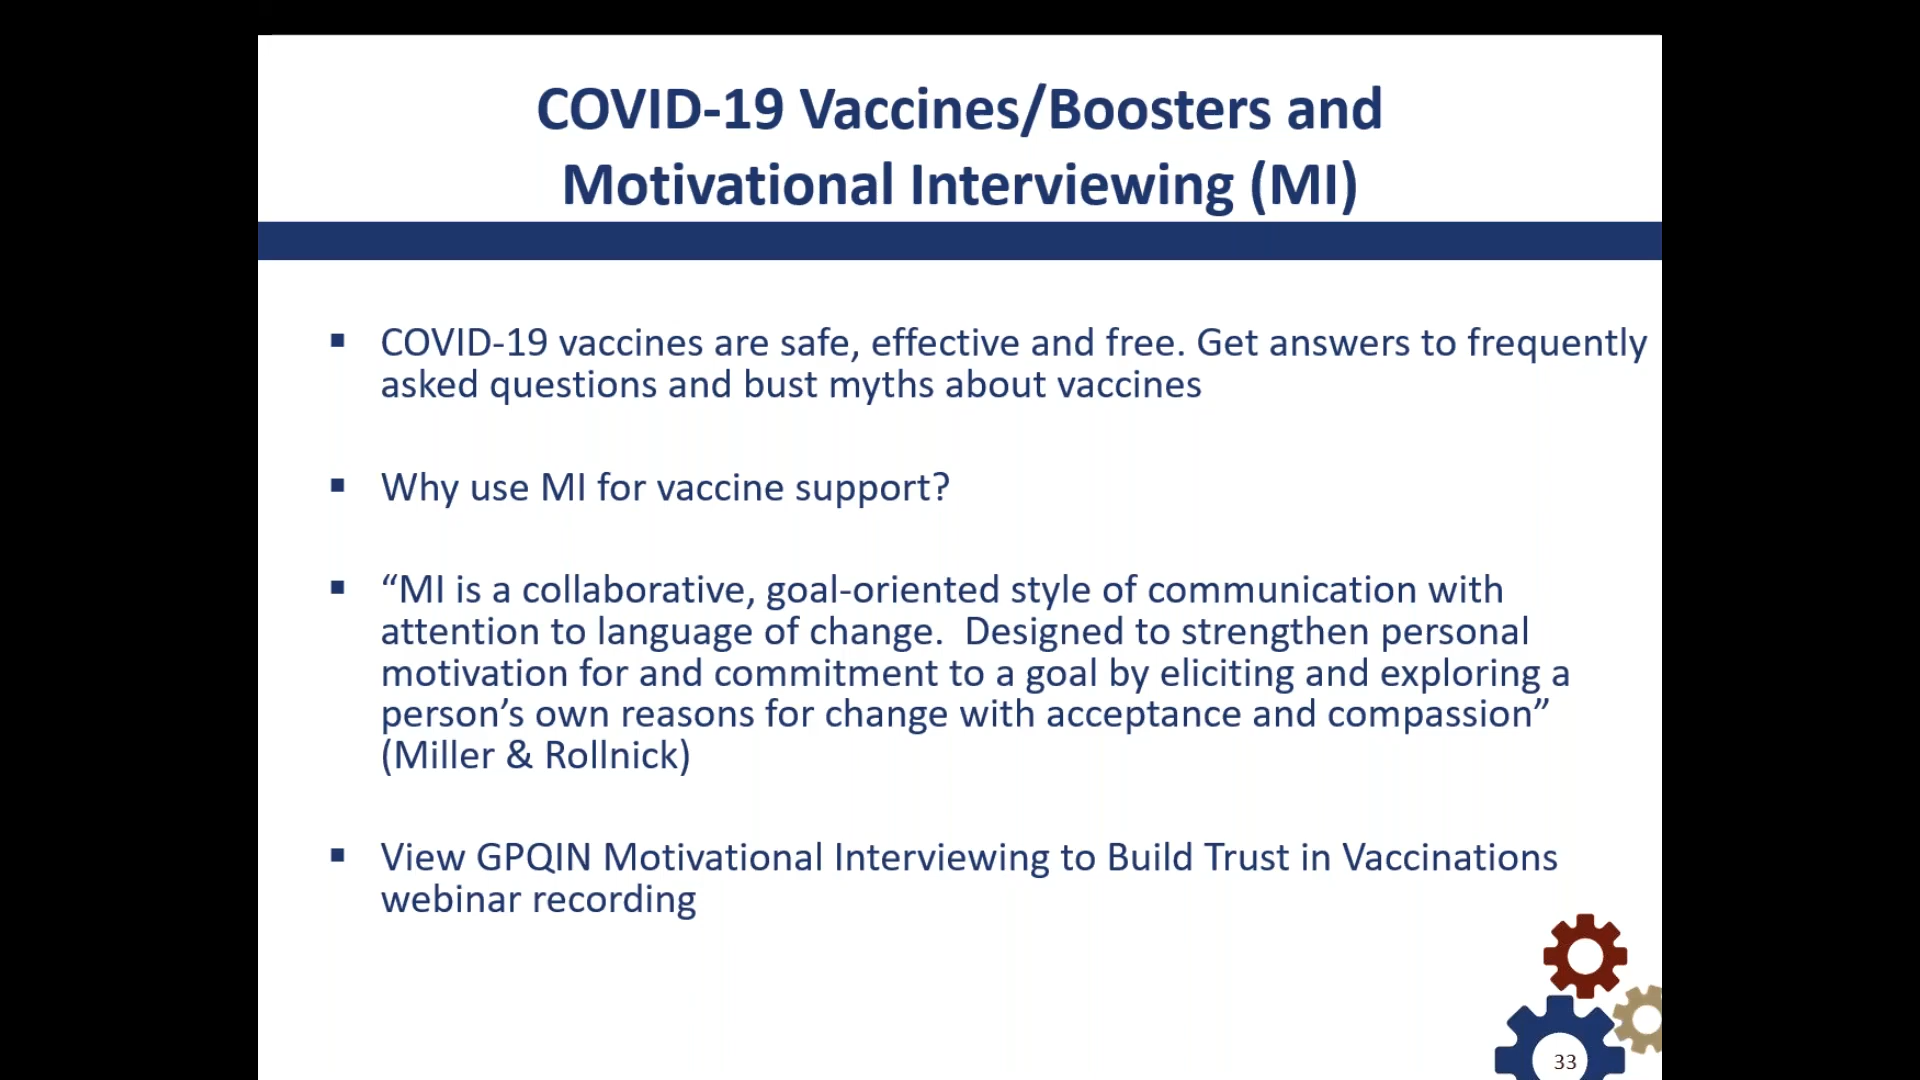 COVID-19 Vaccines/Boosters and
Motivational Interviewing (MI)
▪ COVID-19 vaccines are safe, effective and free. Get answers to frequently
asked questions and bust myths about vaccines
▪ Why use MI for vaccine support?
▪ “MI is a collaborative, goal-oriented style of communication with
attention to language of change.  Designed to strengthen personal
motivation for and commitment to a goal by eliciting and exploring a
person’s own reasons for change with acceptance and compassion”
(Miller & Rollnick)
▪ View GPQIN Motivational Interviewing to Build Trust in Vaccinations
webinar recording
33